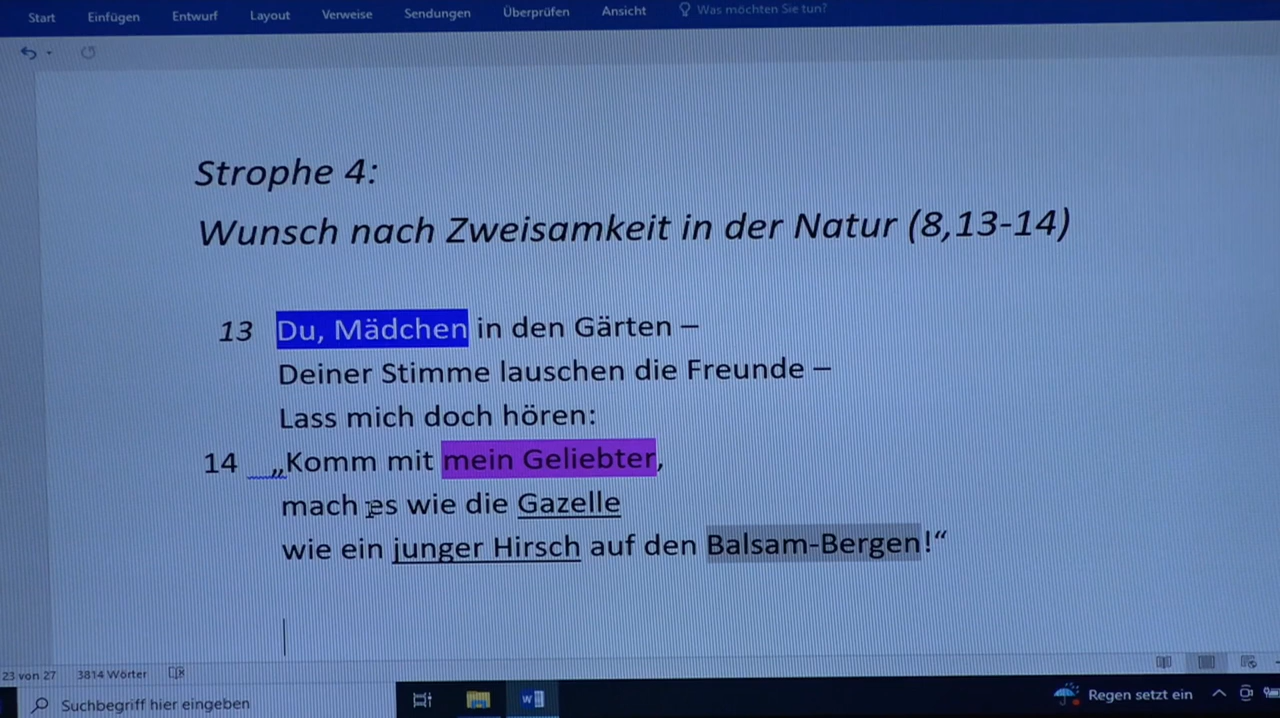 Start Einfügen Entwurf Layout Verweise Sendungen Überprüfen Ansicht Was möchten Sie tun?
Strophe 4:
Wunsch nach Zweisamkeit in der Natur (8,13-14)
13 Du, Mädchen in den Gärten –
Deiner Stimme lauschen die Freunde –
Lass mich doch hören:
14 „Komm mit mein Geliebter,
mach es wie die Gazelle
wie ein junger Hirsch auf den Balsam-Bergen!“
23 von 27 3814 Wörter
Suchbegriff hier eingeben
Regen setzt ein